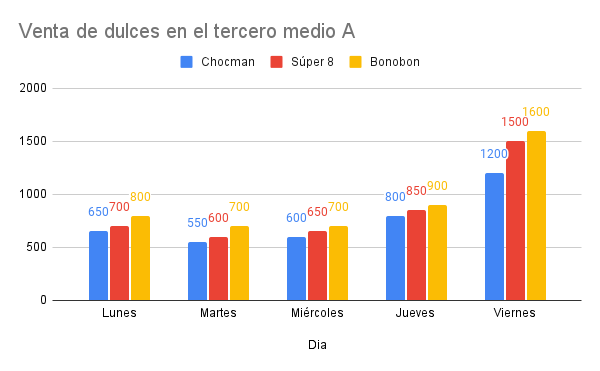 Venta de dulces en el tercero medio A
Chocman Súper 8 Bonobon
2000
1500
1000
500
0
650 700 800
550 600 700
600 650 700
800 850 900
1200 1500 1600
Lunes Martes Miércoles Jueves Viernes
Dia